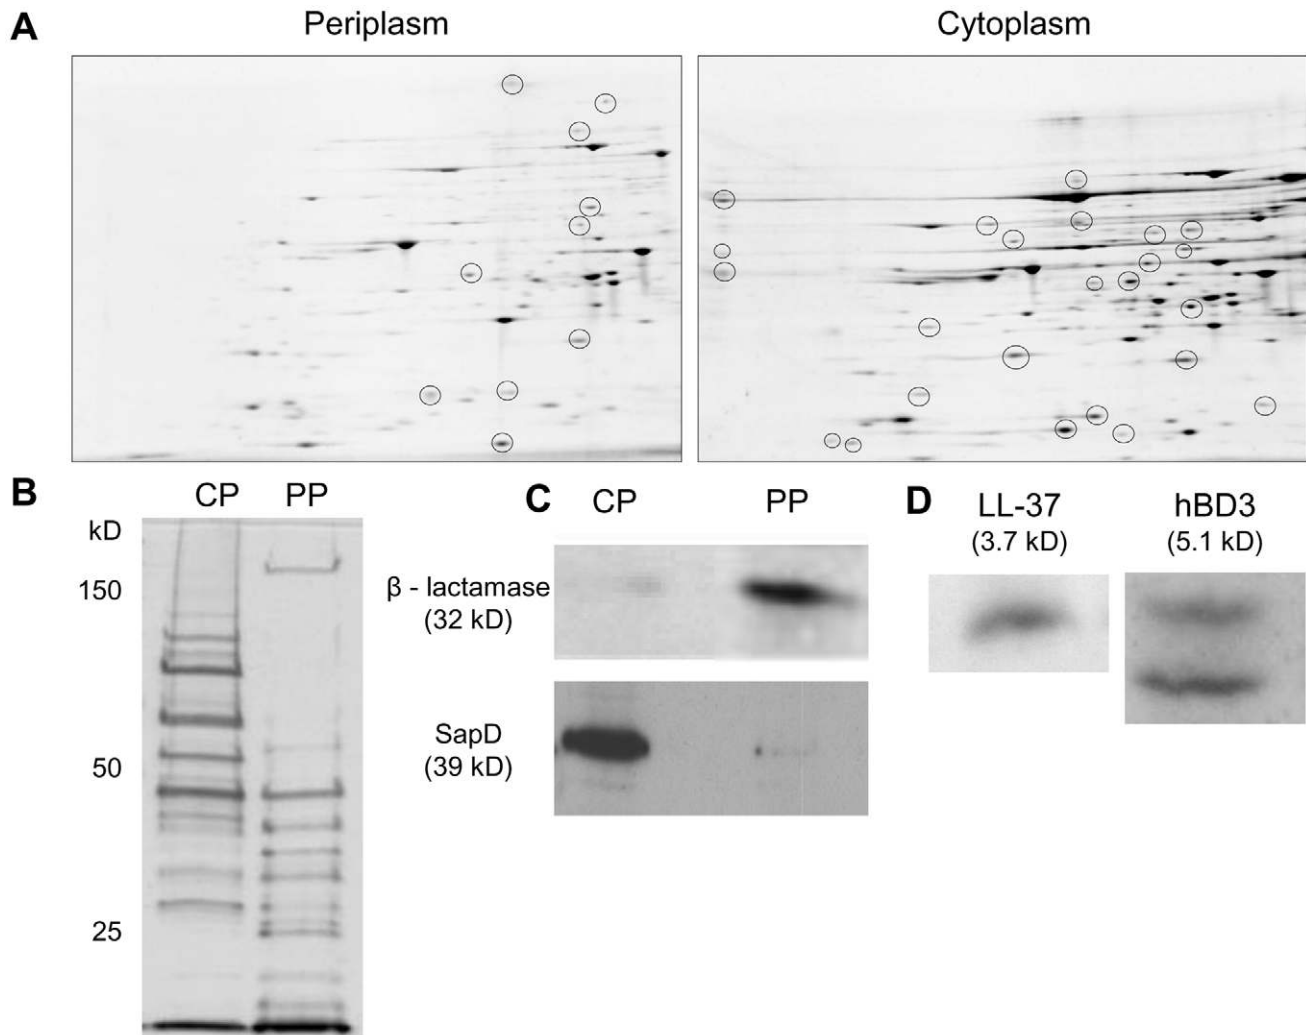 A
Periplasm
Cytoplasm
B
CP PP
kD
150
50
25
C
CP PP
β - lactamase
(32 kD)
SapD
(39 kD)
D
LL-37 hBD3
(3.7 kD) (5.1 kD)